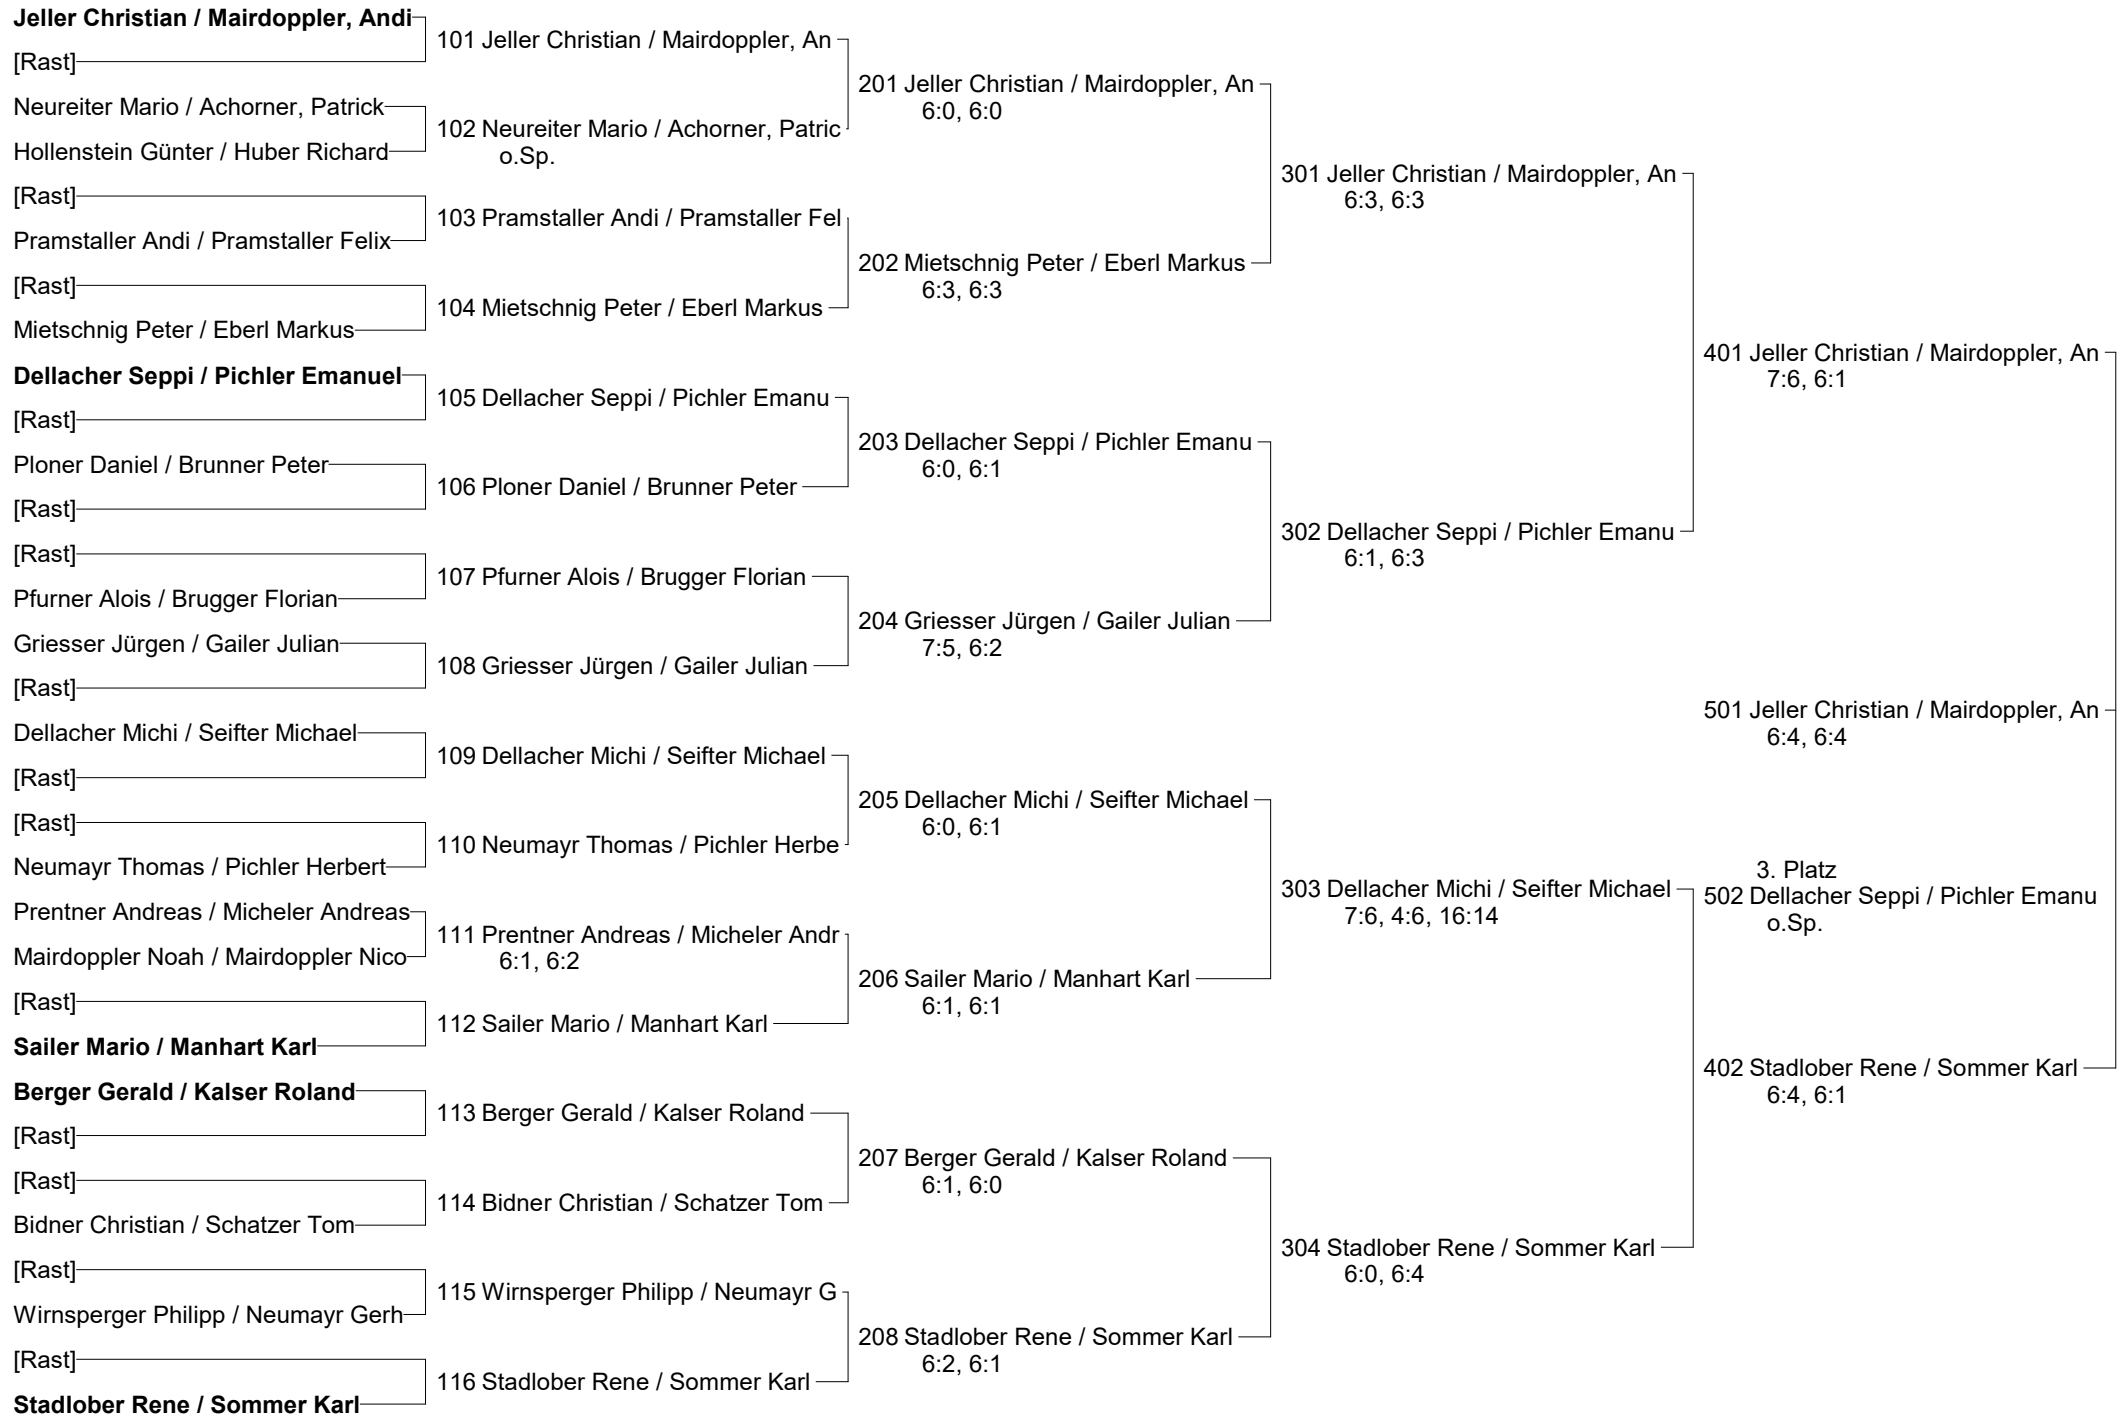 Jeller Christian / Mairdoppler, Andi
[Rast]
Neureiter Mario / Achorner, Patrick
Hollenstein Günter / Huber Richard
[Rast]
Pramstaller Andi / Pramstaller Felix
[Rast]
Mietschnig Peter / Eberl Markus
Dellacher Seppi / Pichler Emanuel
[Rast]
Ploner Daniel / Brunner Peter
[Rast]
[Rast]
Pfurner Alois / Brugger Florian
Griesser Jürgen / Gailer Julian
[Rast]
Dellacher Michi / Seifter Michael
[Rast]
[Rast]
Neumayr Thomas / Pichler Herbert
Prentner Andreas / Micheler Andreas
Mairdoppler Noah / Mairdoppler Nico
[Rast]
Sailer Mario / Manhart Karl
Berger Gerald / Kalser Roland
[Rast]
[Rast]
Bidner Christian / Schatzer Tom
[Rast]
Wirnsperger Philipp / Neumayr Gerh
[Rast]
Stadlober Rene / Sommer Karl
101 Jeller Christian / Mairdoppler, An
102 Neureiter Mario / Achorner, Patric
o.Sp.
103 Pramstaller Andi / Pramstaller Fel
104 Mietschnig Peter / Eberl Markus
105 Dellacher Seppi / Pichler Emanu
106 Ploner Daniel / Brunner Peter
107 Pfurner Alois / Brugger Florian
108 Griesser Jürgen / Gailer Julian
109 Dellacher Michi / Seifter Michael
110 Neumayr Thomas / Pichler Herbe
111 Prentner Andreas / Micheler Andr
6:1, 6:2
112 Sailer Mario / Manhart Karl
113 Berger Gerald / Kalser Roland
114 Bidner Christian / Schatzer Tom
115 Wirnsperger Philipp / Neumayr G
116 Stadlober Rene / Sommer Karl
201 Jeller Christian / Mairdoppler, An
6:0, 6:0
202 Mietschnig Peter / Eberl Markus
6:3, 6:3
203 Dellacher Seppi / Pichler Emanu
6:0, 6:1
204 Griesser Jürgen / Gailer Julian
7:5, 6:2
205 Dellacher Michi / Seifter Michael
6:0, 6:1
206 Sailer Mario / Manhart Karl
6:1, 6:1
207 Berger Gerald / Kalser Roland
6:1, 6:0
208 Stadlober Rene / Sommer Karl
6:2, 6:1
301 Jeller Christian / Mairdoppler, An
6:3, 6:3
302 Dellacher Seppi / Pichler Emanu
6:1, 6:3
303 Dellacher Michi / Seifter Michael
7:6, 4:6, 16:14
304 Stadlober Rene / Sommer Karl
6:0, 6:4
401 Jeller Christian / Mairdoppler, An
7:6, 6:1
501 Jeller Christian / Mairdoppler, An
6:4, 6:4
3. Platz
502 Dellacher Seppi / Pichler Emanu
o.Sp.
402 Stadlober Rene / Sommer Karl
6:4, 6:1